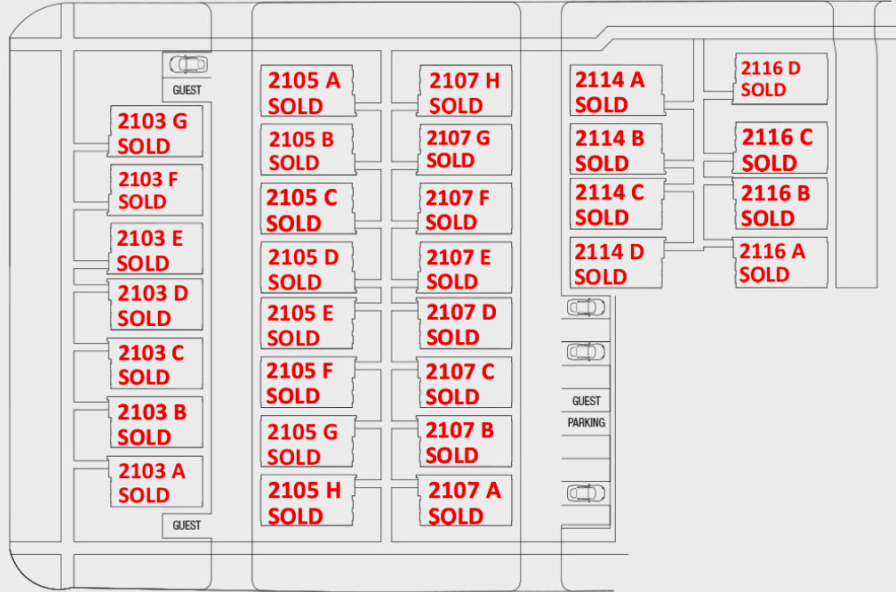 GUEST
2103 G
SOLD
2103 F
SOLD
2103 E
SOLD
2103 D
SOLD
2103 C
SOLD
2103 B
SOLD
2103 A
SOLD
GUEST
2105 A
SOLD
2105 B
SOLD
2105 C
SOLD
2105 D
SOLD
2105 E
SOLD
2105 F
SOLD
2105 G
SOLD
2105 H
SOLD
2107 H
SOLD
2107 G
SOLD
2107 F
SOLD
2107 E
SOLD
2107 D
SOLD
2107 C
SOLD
2107 B
SOLD
2107 A
SOLD
2114 A
SOLD
2114 B
SOLD
2114 C
SOLD
2114 D
SOLD
GUEST
PARKING
2116 D
SOLD
2116 C
SOLD
2116 B
SOLD
2116 A
SOLD